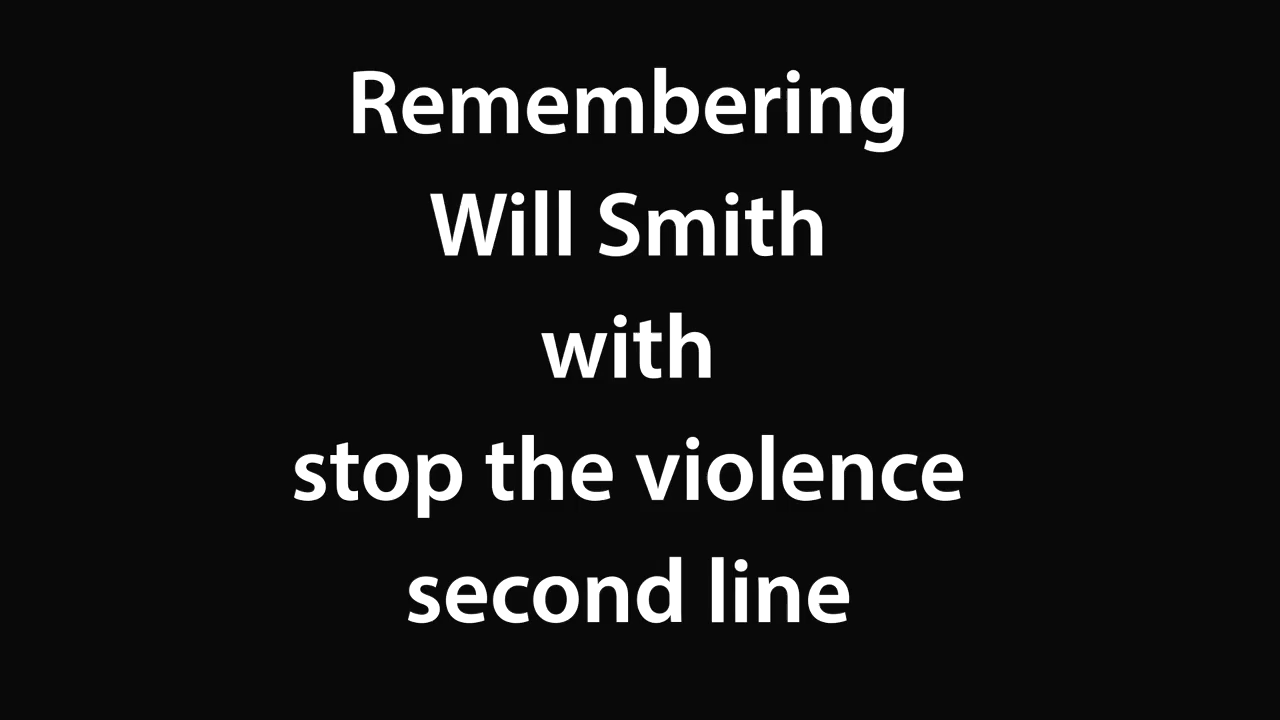 Remembering
Will Smith
with
stop the violence
second line